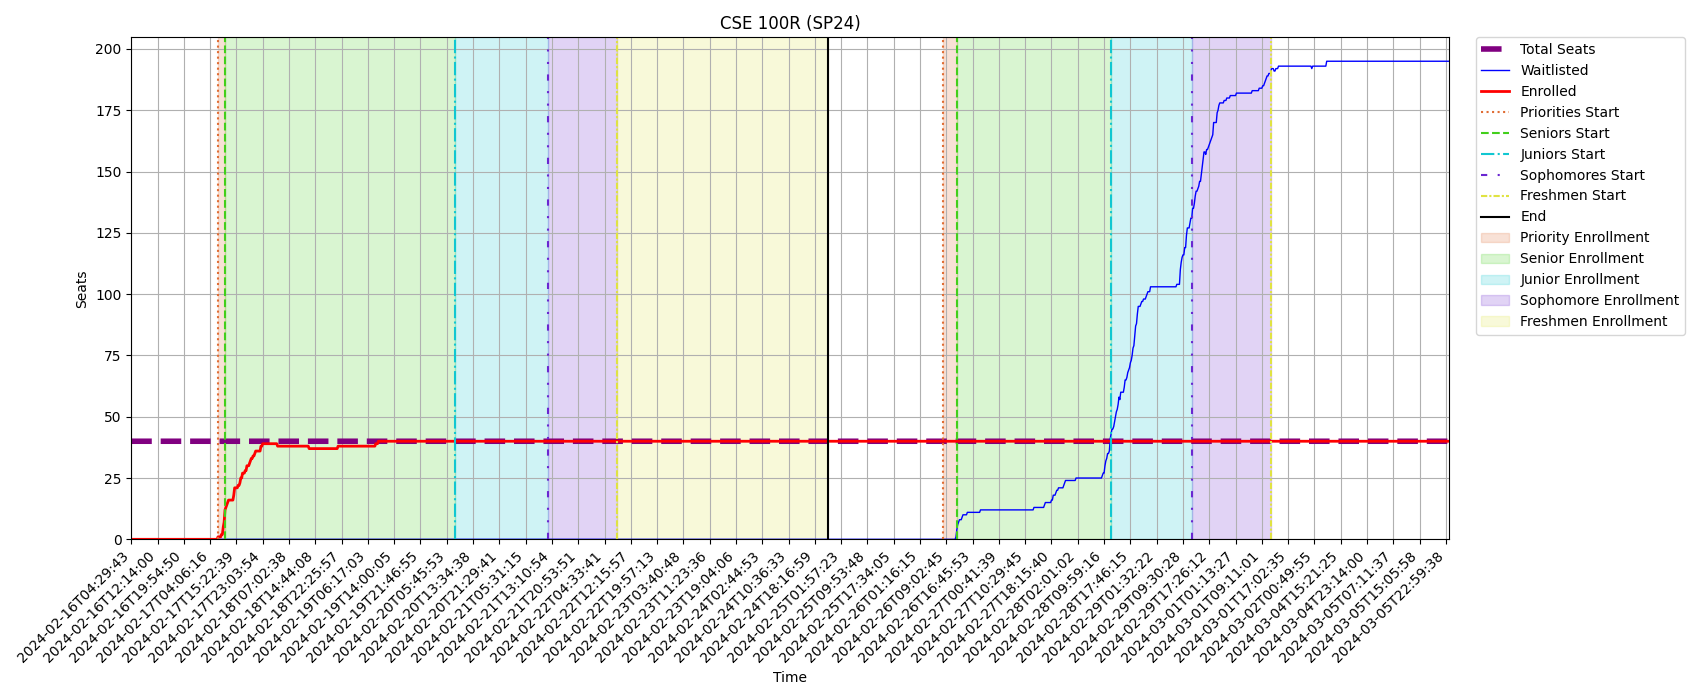 CSE 100R (SP24)
200
175
150
125
100
75
50
25
0
Seats
2024-02-16T04:29:43
2024-02-16T12:14:00
2024-02-16T19:54:50
2024-02-17T04:06:16
2024-02-17T15:22:39
2024-02-17T23:03:54
2024-02-18T07:02:38
2024-02-18T14:44:08
2024-02-18T22:25:57
2024-02-19T06:17:03
2024-02-19T14:00:05
2024-02-19T21:46:55
2024-02-20T05:45:53
2024-02-20T13:34:38
2024-02-20T21:29:41
2024-02-21T05:31:15
2024-02-21T13:10:54
2024-02-21T20:53:51
2024-02-22T04:33:41
2024-02-22T12:15:57
2024-02-22T19:57:13
2024-02-23T03:40:48
2024-02-23T11:23:36
2024-02-23T19:04:06
2024-02-24T02:44:53
2024-02-24T10:36:33
2024-02-24T18:16:59
2024-02-25T01:57:23
2024-02-25T09:53:48
2024-02-25T17:34:05
2024-02-26T01:16:15
2024-02-26T09:02:45
2024-02-26T16:45:53
2024-02-27T00:41:39
2024-02-27T10:29:45
2024-02-27T18:15:40
2024-02-28T02:01:02
2024-02-28T09:59:16
2024-02-28T17:46:15
2024-02-29T01:32:22
2024-02-29T09:30:28
2024-02-29T17:26:12
2024-03-01T01:13:27
2024-03-01T09:11:01
2024-03-01T17:02:35
2024-03-02T00:49:55
2024-03-04T15:21:25
2024-03-04T23:14:00
2024-03-05T07:11:37
2024-03-05T15:05:58
2024-03-05T22:59:38
Time
Total Seats
Waitlisted
Enrolled
Priorities Start
Seniors Start
Juniors Start
Sophomores Start
Freshmen Start
End
Priority Enrollment
Senior Enrollment
Junior Enrollment
Sophomore Enrollment
Freshmen Enrollment